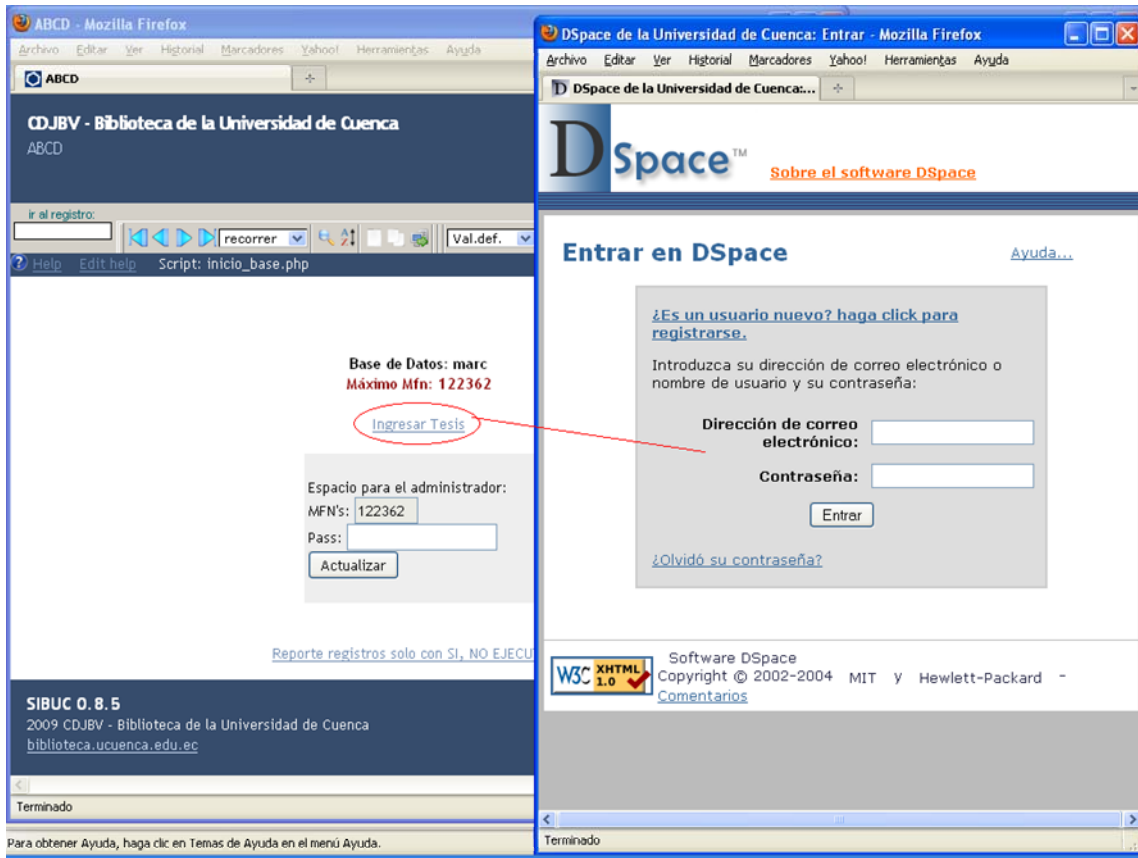 ABCD - Mozilla Firefox
Archivo Editar Ver Historial Marcadores Yahoo! Herramientas Ayuda
ABCD
CDJBV - Biblioteca de la Universidad de Cuenca
ABCD
ir al registro:
recorrer
Val.def.
Help Edit help Script: inicio_base.php
Base de Datos: marc
Máximo Mfn: 122362
Ingresar Tesis
Espacio para el administrador:
MFN's: 122362
Pass:
Actualizar
Reporte registros solo con SI, NO EJECU
SIBUC 0.8.5
2009 CDJBV - Biblioteca de la Universidad de Cuenca
biblioteca.ucuenca.edu.ec
Terminado
Para obtener Ayuda, haga clic en Temas de Ayuda en el menú Ayuda.
DSpace de la Universidad de Cuenca: Entrar - Mozilla Firefox
Archivo Editar Ver Historial Marcadores Yahoo! Herramientas Ayuda
DSpace de la Universidad de Cuenca:...
DSpace™ Sobre el software DSpace
Entrar en DSpace Ayuda...
¿Es un usuario nuevo? haga click para
registrarse.
Introduzca su dirección de correo electrónico o
nombre de usuario y su contraseña:
Dirección de correo
electrónico:
Contraseña:
Entrar
¿Olvidó su contraseña?
W3C XHTML 1.0
Software DSpace
Copyright © 2002-2004 MIT y Hewlett-Packard -
Comentarios
Terminado